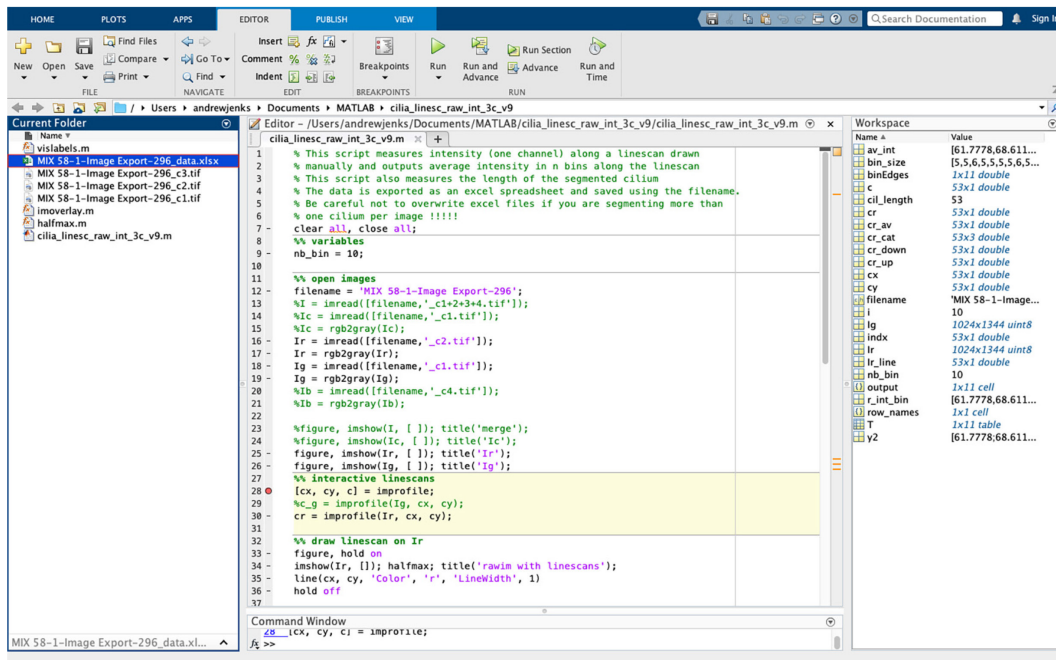 HOME PLOTS APPS EDITOR PUBLISH VIEW Search Documentation Sign In
New Open Save Find Files Compare Print
FILE
Go To Find
NAVIGATE
Insert fx
Comment %
Indent
EDIT
Breakpoints
BREAKPOINTS
Run Run and Advance Run Section Advance Run and Time
RUN
/ Users andrewjenks Documents MATLAB cilia_linesc_raw_int_3c_v9
Current Folder
Name
vislabels.m
MIX 58-1-Image Export-296_data.xlsx
MIX 58-1-Image Export-296_c3.tif
MIX 58-1-Image Export-296_c2.tif
MIX 58-1-Image Export-296_c1.tif
imoverlay.m
halfmax.m
cilia_linesc_raw_int_3c_v9.m
MIX 58-1-Image Export-296_data.xl...
Editor - /Users/andrewjenks/Documents/MATLAB/cilia_linesc_raw_int_3c_v9/cilia_linesc_raw_int_3c_v9.m
cilia_linesc_raw_int_3c_v9.m × +
1 % This script measures intensity (one channel) along a linescan drawn
2 % manually and outputs average intensity in n bins along the linescan
3 % This script also measures the length of the segmented cilium
4 % The data is exported as an excel spreadsheet and saved using the filename.
5 % Be careful not to overwrite excel files if you are segmenting more than
6 % one cilium per image !!!!!
7 - clear all, close all;
8 %% variables
9 - nb_bin = 10;
10
11 %% open images
12 - filename = 'MIX 58-1-Image Export-296';
13 %I = imread([filename,'_c1+2+3+4.tif']);
14 %Ic = imread([filename,'_c1.tif']);
15 %Ic = rgb2gray(Ic);
16 - Ir = imread([filename,'_c2.tif']);
17 - Ir = rgb2gray(Ir);
18 - Ig = imread([filename,'_c1.tif']);
19 - Ig = rgb2gray(Ig);
20 %Ib = imread([filename,'_c4.tif']);
21 %Ib = rgb2gray(Ib);
22
23 %figure, imshow(I, [ ]); title('merge');
24 %figure, imshow(Ic, [ ]); title('Ic');
25 - figure, imshow(Ir, [ ]); title('Ir');
26 - figure, imshow(Ig, [ ]); title('Ig');
27 %% interactive linescans
28 [cx, cy, c] = improfile;
29 %c_g = improfile(Ig, cx, cy);
30 - cr = improfile(Ir, cx, cy);
31
32 %% draw linescan on Ir
33 - figure, hold on
34 - imshow(Ir, []); halfmax; title('rawim with linescans');
35 - line(cx, cy, 'Color', 'r', 'LineWidth', 1)
36 - hold off
37
Command Window
28 [cx, cy, c] = improfile;
fx >>
Workspace
Name Value
av_int [61.7778,68.611...
bin_size [5,5,6,5,5,5,5,6,5...
binEdges 1x11 double
c 53x1 double
cil_length 53
cr 53x1 double
cr_av 53x1 double
cr_cat 53x3 double
cr_down 53x1 double
cr_up 53x1 double
cx 53x1 double
cy 53x1 double
filename 'MIX 58-1-Image...
i 10
Ig 1024x1344 uint8
indx 53x1 double
Ir 1024x1344 uint8
Ir_line 53x1 double
nb_bin 10
output 1x11 cell
r_int_bin [61.7778,68.611...
row_names 1x1 cell
T 1x11 table
y2 [61.7778;68.611...